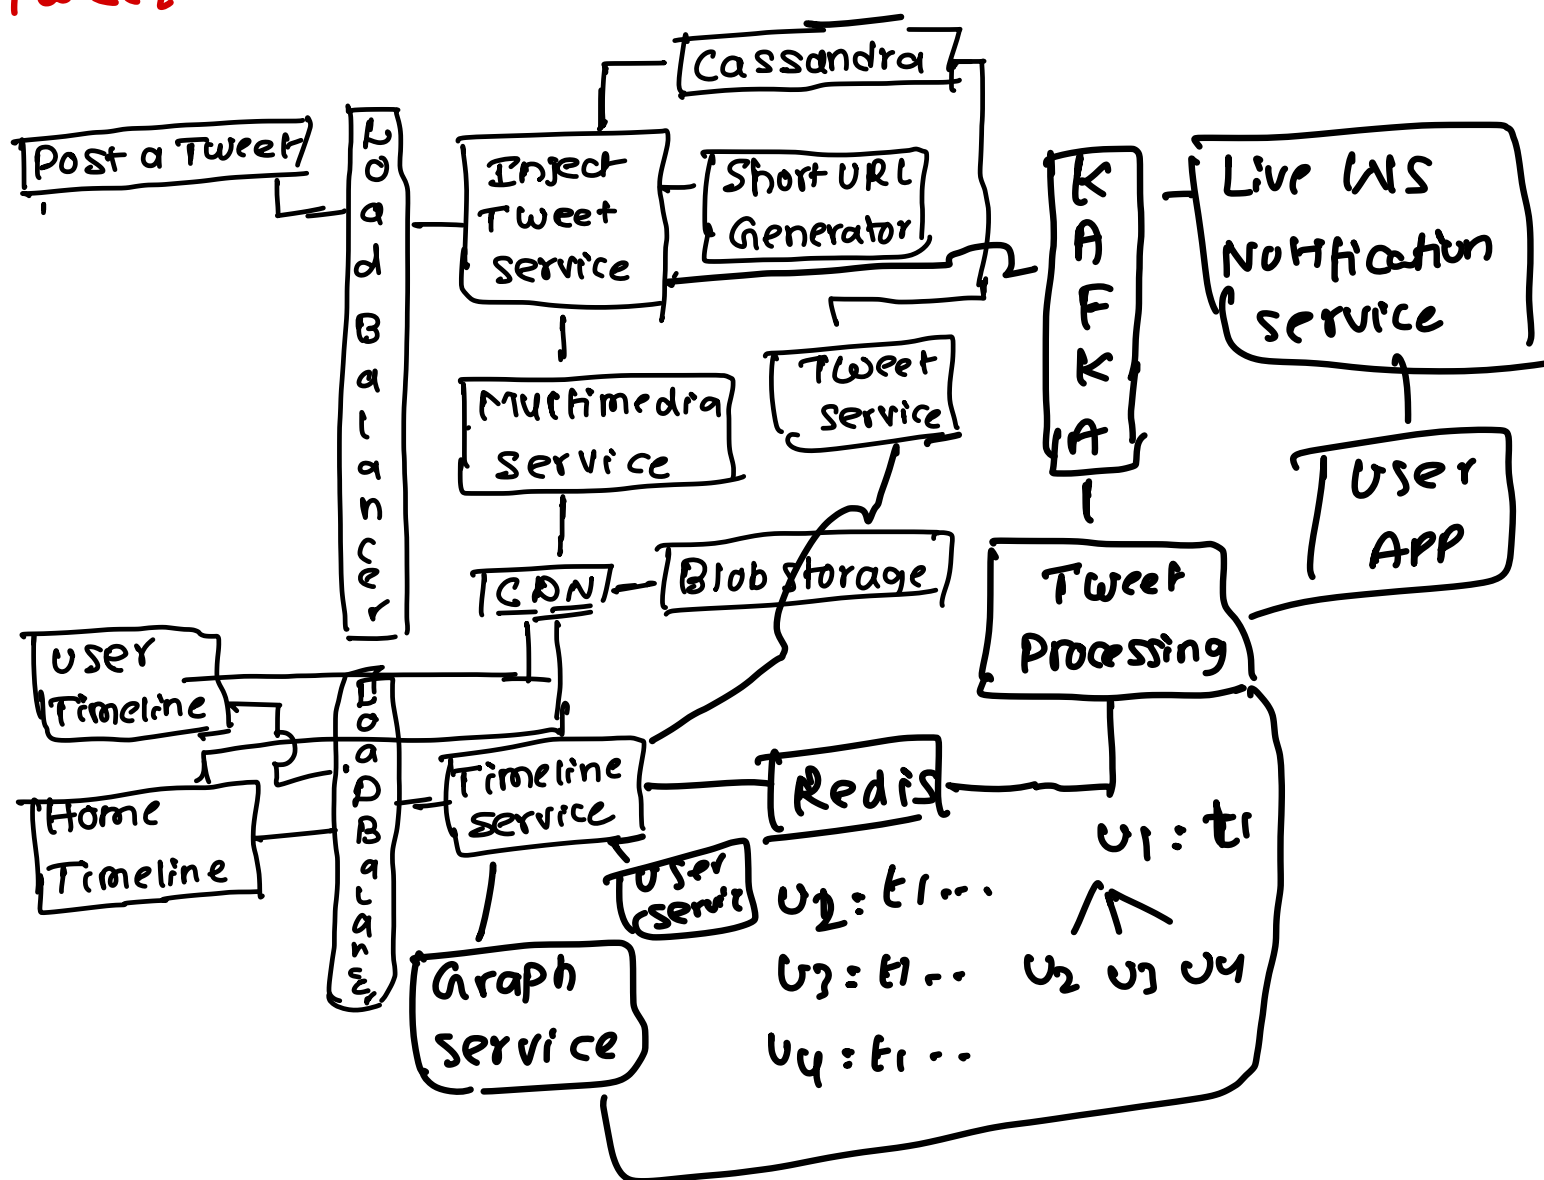 Cassandra
Post a Tweet
Load Balancer
Inject
Tweet
service
Short URL
Generator
KAFKA
Live WS
Notification
service
Multimedia
service
Tweet
service
User
APP
CDN
Blob Storage
Tweet
Processing
User
Timeline
Home
Timeline
Timeline
service
Redis
User
servic
Graph
service
U1 : t1
U2 U3 U4
U2 : t1 ...
U3 : t1 ...
U4 : t1 ...